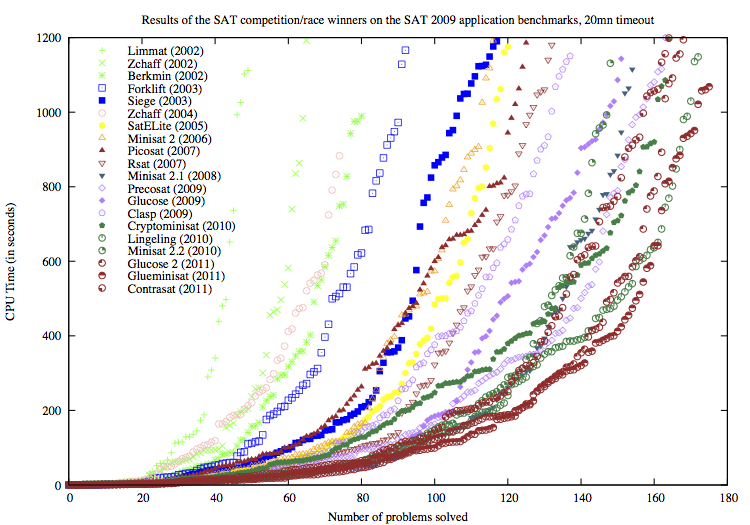 Results of the SAT competition/race winners on the SAT 2009 application benchmarks, 20mn timeout
1200
1000
800
600
400
200
0
CPU Time (in seconds)
Limmat (2002)
Zchaff (2002)
Berkmin (2002)
Forklift (2003)
Siege (2003)
Zchaff (2004)
SatELite (2005)
Minisat 2 (2006)
Picosat (2007)
Rsat (2007)
Minisat 2.1 (2008)
Precosat (2009)
Glucose (2009)
Clasp (2009)
Cryptominisat (2010)
Lingeling (2010)
Minisat 2.2 (2010)
Glucose 2 (2011)
Glueminisat (2011)
Contrasat (2011)
0 20 40 60 80 100 120 140 160 180
Number of problems solved